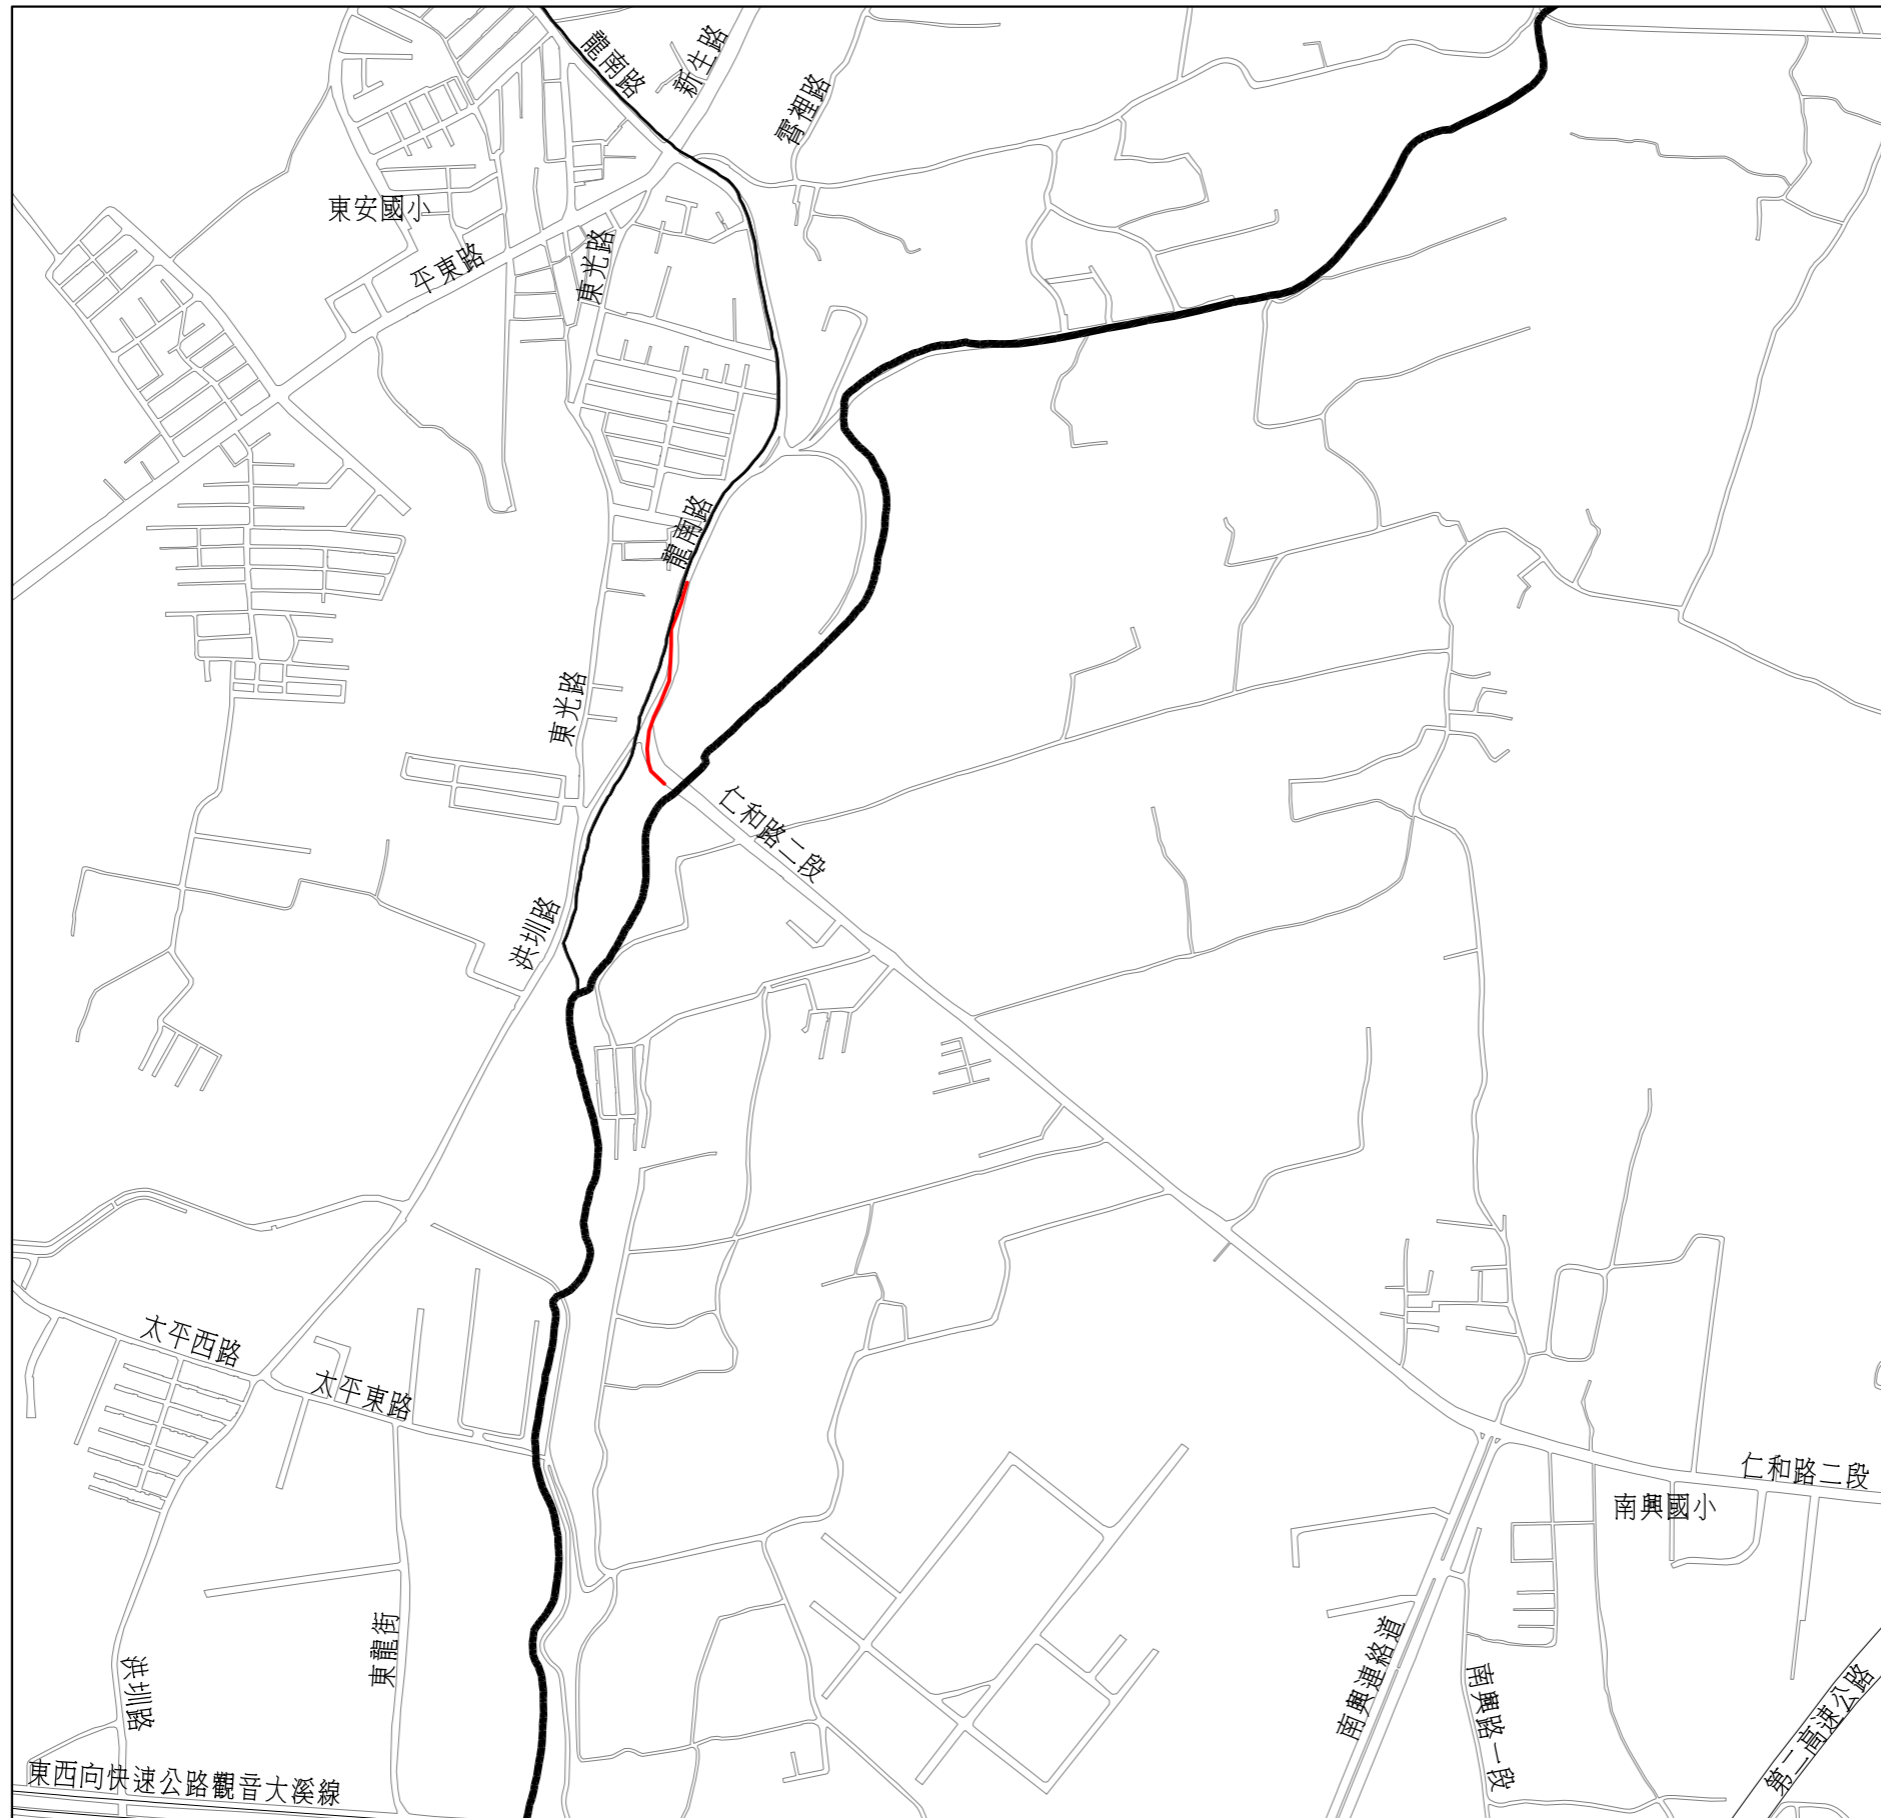 龍南路
新生路
霄裡路
東安國小
平東路
東光路
龍南路
東光路
仁和路二段
洪圳路
太平西路
太平東路
仁和路二段
南興國小
東龍街
南興連絡道
洪圳路
南興路一段
第二高速公路
東西向快速公路觀音大溪線